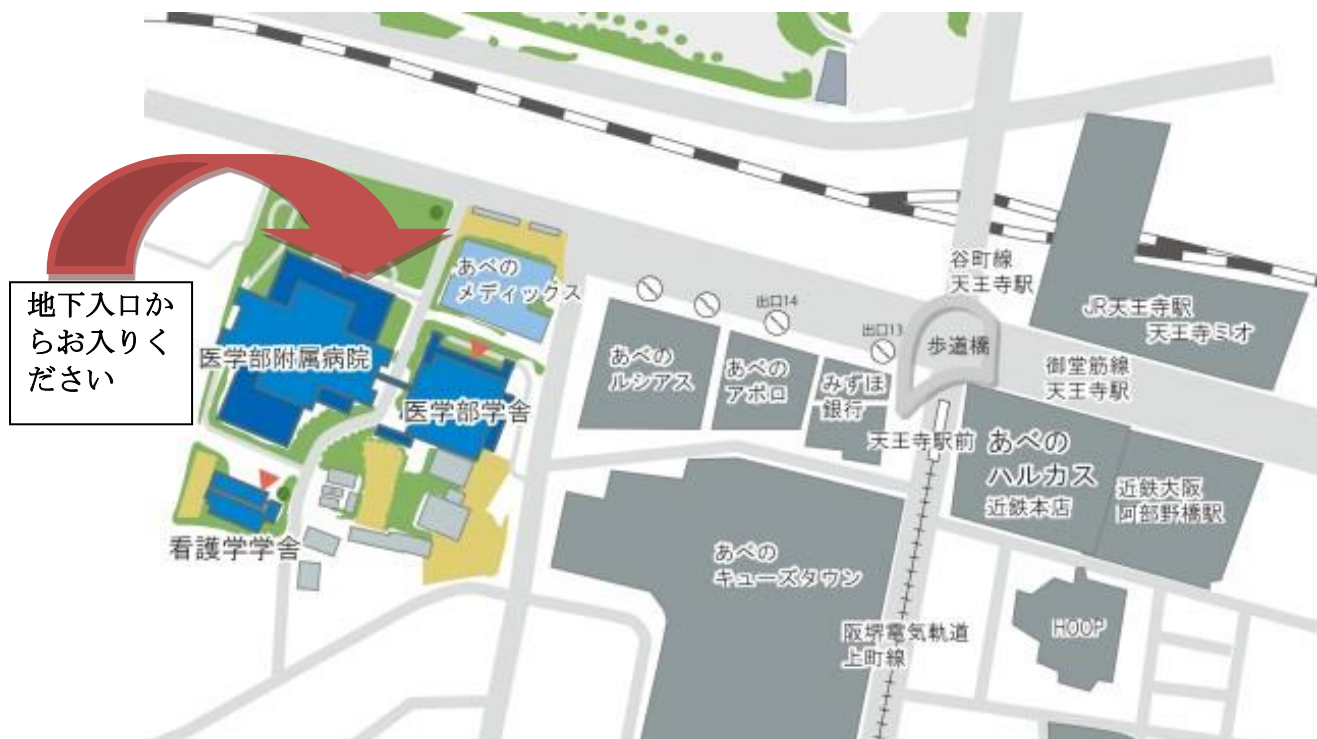 地下入口か
らお入りく
ださい
あべの
メディックス
医学部附属病院
医学部学舎
看護学学舎
出口14
出口13
あべの
ルシアス
あべの
アポロ
みずほ
銀行
歩道橋
谷町線
天王寺駅
JR天王寺駅
天王寺ミオ
御堂筋線
天王寺駅
天王寺駅前
あべの
ハルカス
近鉄本店
近鉄大阪
阿部野橋駅
あべの
キューズタウン
阪堺電気軌道
上町線
HOOP